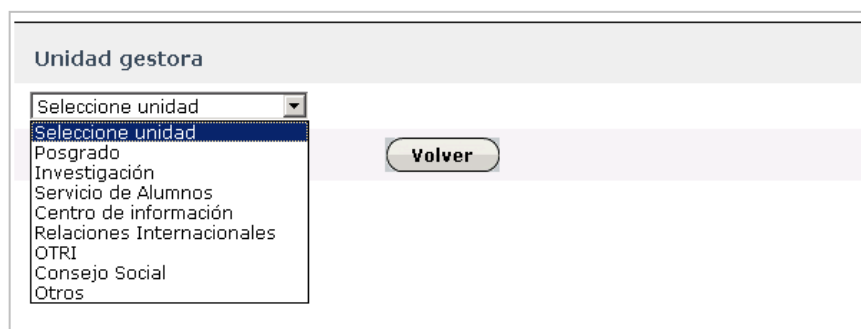 Unidad gestora
Seleccione unidad
Seleccione unidad
Posgrado
Volver
Investigación
Servicio de Alumnos
Centro de información
Relaciones Internacionales
OTRI
Consejo Social
Otros